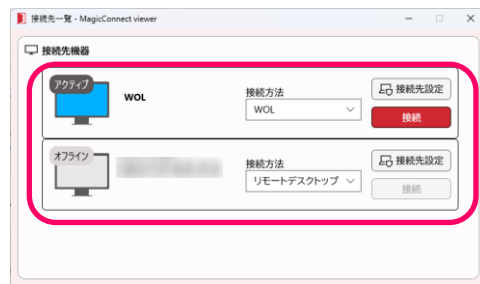 接続先一覧 - MagicConnect viewer
接続先機器
アクティブ
WOL
接続方法
WOL
接続先設定
接続
オフライン
接続方法
リモートデスクトップ
接続先設定
接続